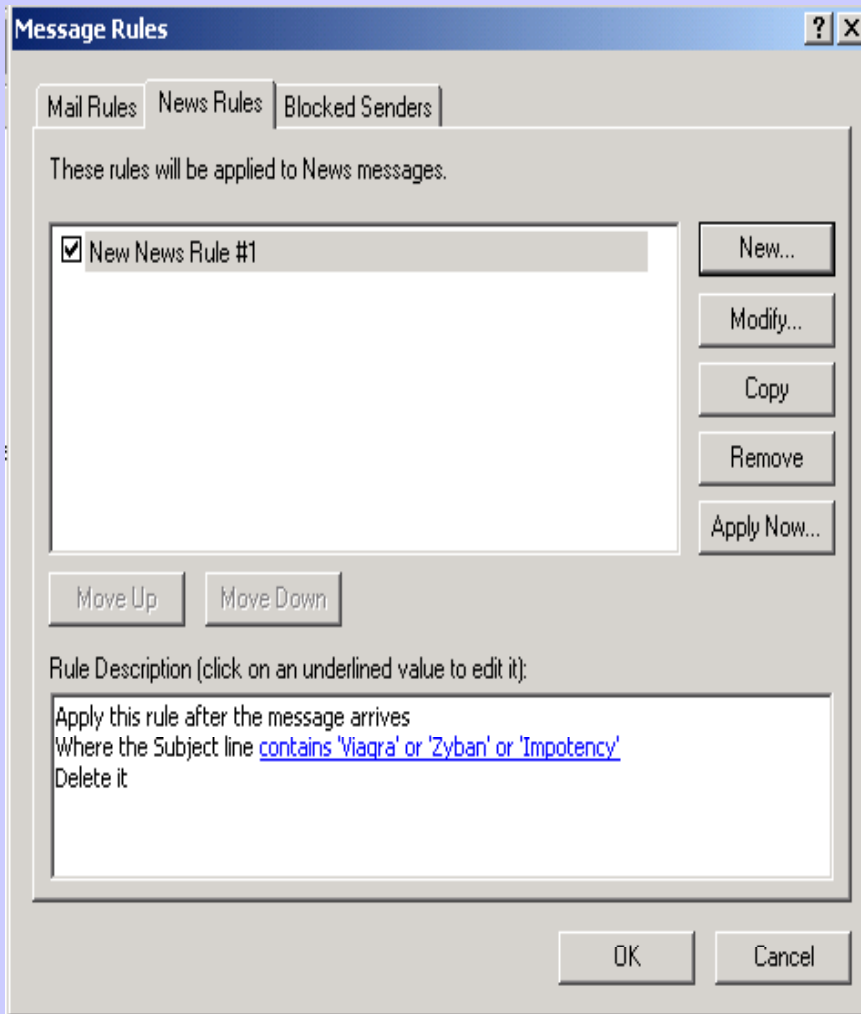 Message Rules
Mail Rules News Rules Blocked Senders
These rules will be applied to News messages.
New News Rule #1
New...
Modify...
Copy
Remove
Apply Now...
Move Up Move Down
Rule Description (click on an underlined value to edit it):
Apply this rule after the message arrives
Where the Subject line contains 'Viagra' or 'Zyban' or 'Impotency'
Delete it
OK Cancel